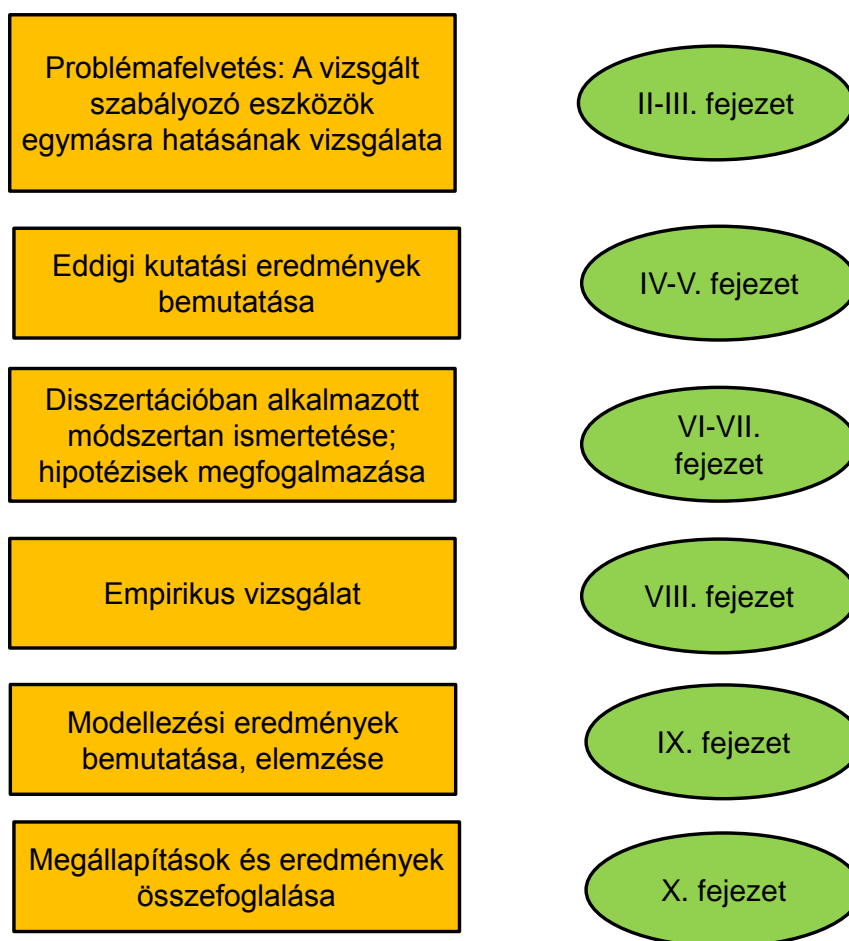 Problémafelvetés: A vizsgált
szabályozó eszközök
egymásra hatásának vizsgálata
II-III. fejezet
Eddigi kutatási eredmények
bemutatása
IV-V. fejezet
Disszertációban alkalmazott
módszertan ismertetése;
hipotézisek megfogalmazása
VI-VII.
fejezet
Empirikus vizsgálat
VIII. fejezet
Modellezési eredmények
bemutatása, elemzése
IX. fejezet
Megállapítások és eredmények
összefoglalása
X. fejezet